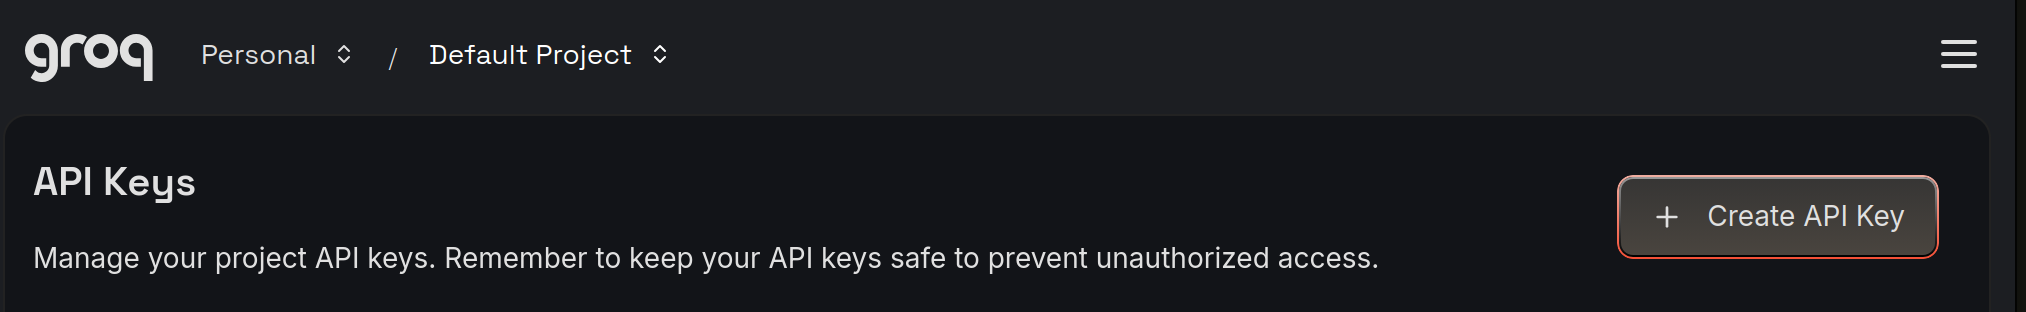 groq Personal / Default Project
API Keys
+ Create API Key
Manage your project API keys. Remember to keep your API keys safe to prevent unauthorized access.